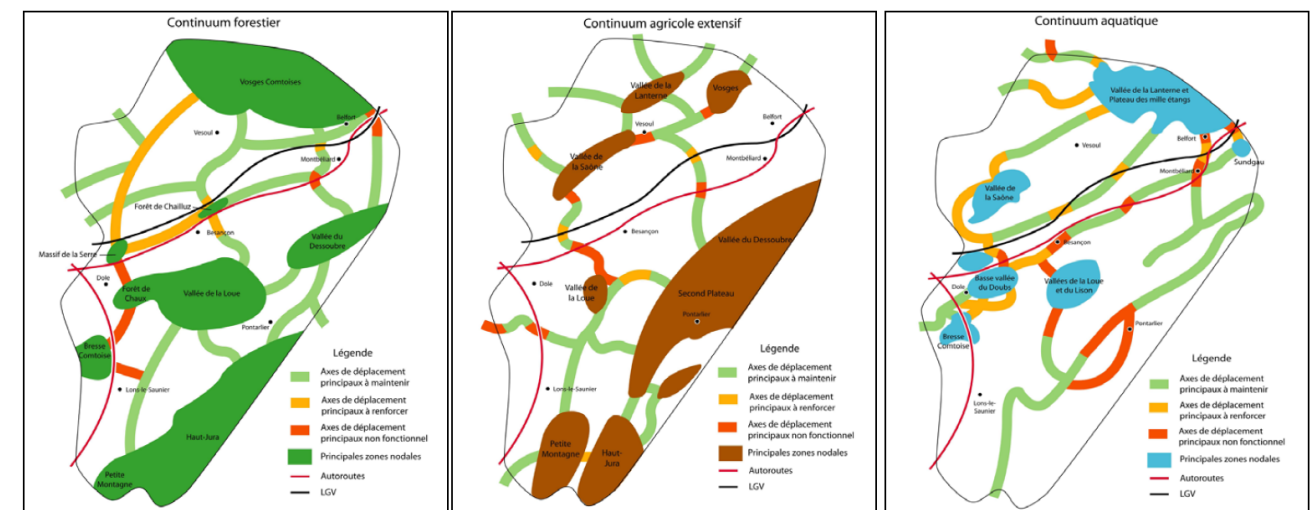 Continuum forestier
Vosges Comtoises
Vesoul
Belfort
Montbéliard
Forêt de Chailluz
Besançon
Vallée du
Dessoubre
Massif de la Serre
Dole
Forêt de
Chaux
Vallée de la Loue
Pontarlier
Bresse
Comtoise
Lons-le-Saunier
Haut-Jura
Petite
Montagne
Légende
Axes de déplacement
principaux à maintenir
Axes de déplacement
principaux à renforcer
Axes de déplacement
principaux non fonctionnel
Principales zones nodales
Autoroutes
LGV
Continuum agricole extensif
Vallée de la
Lanterne
Vosges
Vesoul
Belfort
Vallée de
la Saône
Montbéliard
Besançon
Vallée du Dessoubre
Dole
Vallée de
la Loue
Second Plateau
Pontarlier
Lons-le-Saunier
Petite
Montagne
Haut-
Jura
Légende
Axes de déplacement
principaux à maintenir
Axes de déplacement
principaux à renforcer
Axes de déplacement
principaux non fonctionnel
Principales zones nodales
Autoroutes
LGV
Continuum aquatique
Vallée de la Lanterne et
Plateau des mille étangs
Vesoul
Belfort
Sundgau
Montbéliard
Vallée de
la Saône
Besançon
Basse vallée
du Doubs
Dole
Vallées de la Loue
et du Lison
Bresse
Comtoise
Pontarlier
Lons-le-
Saunier
Légende
Axes de déplacement
principaux à maintenir
Axes de déplacement
principaux à renforcer
Axes de déplacement
principaux non fonctionnel
Principales zones nodales
Autoroutes
LGV